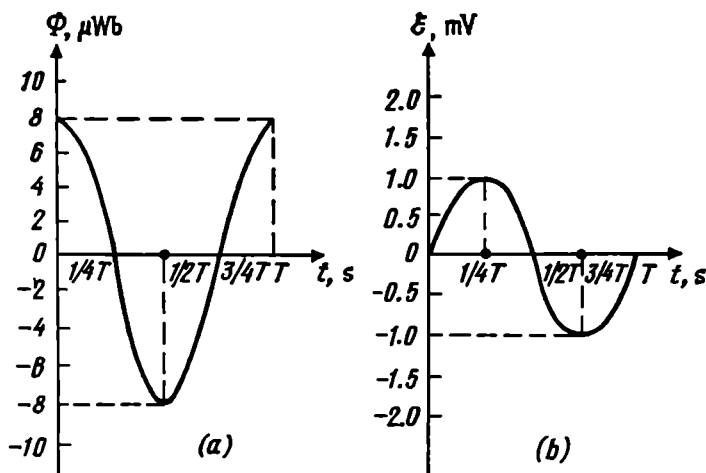 Φ, μWb
10
8
6
4
2
0
-2
-4
-6
-8
-10
1/4T
1/2T
3/4T
T
t, s
(a)
ℰ, mV
2.0
1.5
1.0
0.5
0
-0.5
-1.0
-1.5
-2.0
1/4T
1/2T
3/4T
T
t, s
(b)